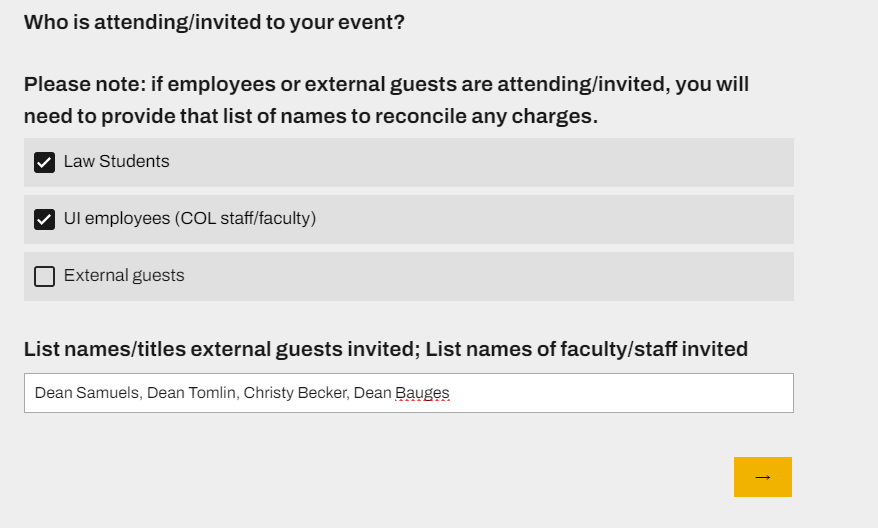 Who is attending/invited to your event?
Please note: if employees or external guests are attending/invited, you will
need to provide that list of names to reconcile any charges.
Law Students
UI employees (COL staff/faculty)
External guests
List names/titles external guests invited; List names of faculty/staff invited
Dean Samuels, Dean Tomlin, Christy Becker, Dean Bauges
→